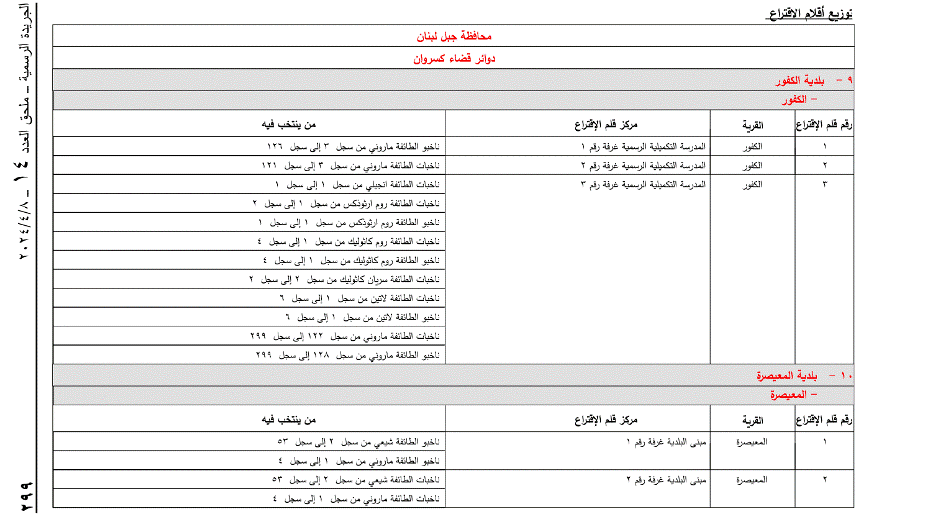 توزيع أقلام الاقتراع
محافظة جبل لبنان
دوائر قضاء كسروان
٩ - بلدية الكفور
- الكفور
رقم قلم الإقتراع القرية مركز قلم الإقتراع من ينتخب فيه
١ الكفور المدرسة التكميلية الرسمية غرفة رقم ١ ناخبو الطائفة ماروني من سجل ٣ إلى سجل ١٢٦
٢ الكفور المدرسة التكميلية الرسمية غرفة رقم ٢ ناخبات الطائفة ماروني من سجل ٣ إلى سجل ١٢١
٣ الكفور المدرسة التكميلية الرسمية غرفة رقم ٣ ناخبات الطائفة انجيلي من سجل ١ إلى سجل ١
ناخبات الطائفة روم ارثوذكس من سجل ١ إلى سجل ٢
ناخبو الطائفة روم ارثوذكس من سجل ١ إلى سجل ١
ناخبات الطائفة روم كاثوليك من سجل ١ إلى سجل ٤
ناخبو الطائفة روم كاثوليك من سجل ١ إلى سجل ٤
ناخبات الطائفة سريان كاثوليك من سجل ٢ إلى سجل ٢
ناخبات الطائفة لاتين من سجل ١ إلى سجل ٦
ناخبو الطائفة لاتين من سجل ١ إلى سجل ٦
ناخبات الطائفة ماروني من سجل ١٢٢ إلى سجل ٢٩٩
ناخبو الطائفة ماروني من سجل ١٢٨ إلى سجل ٢٩٩
١٠ - بلدية المعيصرة
- المعيصرة
رقم قلم الإقتراع القرية مركز قلم الإقتراع من ينتخب فيه
١ المعيصرة مبنى البلدية غرفة رقم ١ ناخبو الطائفة شيعي من سجل ٢ إلى سجل ٥٣
ناخبو الطائفة ماروني من سجل ١ إلى سجل ٤
٢ المعيصرة مبنى البلدية غرفة رقم ٢ ناخبات الطائفة شيعي من سجل ٢ إلى سجل ٥٣
ناخبات الطائفة ماروني من سجل ١ إلى سجل ٤
الجريدة الرسمية - ملحق العدد ١٤ - ٢٠٢٤/٤/٨
٢٩٩